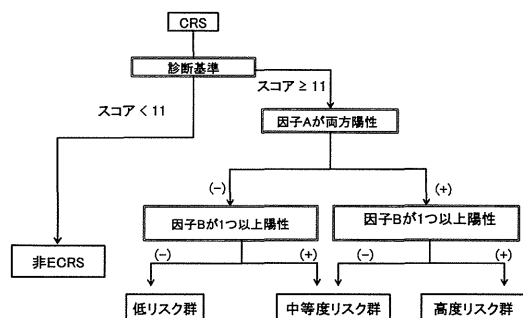 CRS
診断基準
スコア < 11
スコア ≥ 11
因子Aが両方陽性
(-)
(+)
因子Bが1つ以上陽性
因子Bが1つ以上陽性
非ECRS
(-)
(+)
(-)
(+)
低リスク群
中等度リスク群
高度リスク群